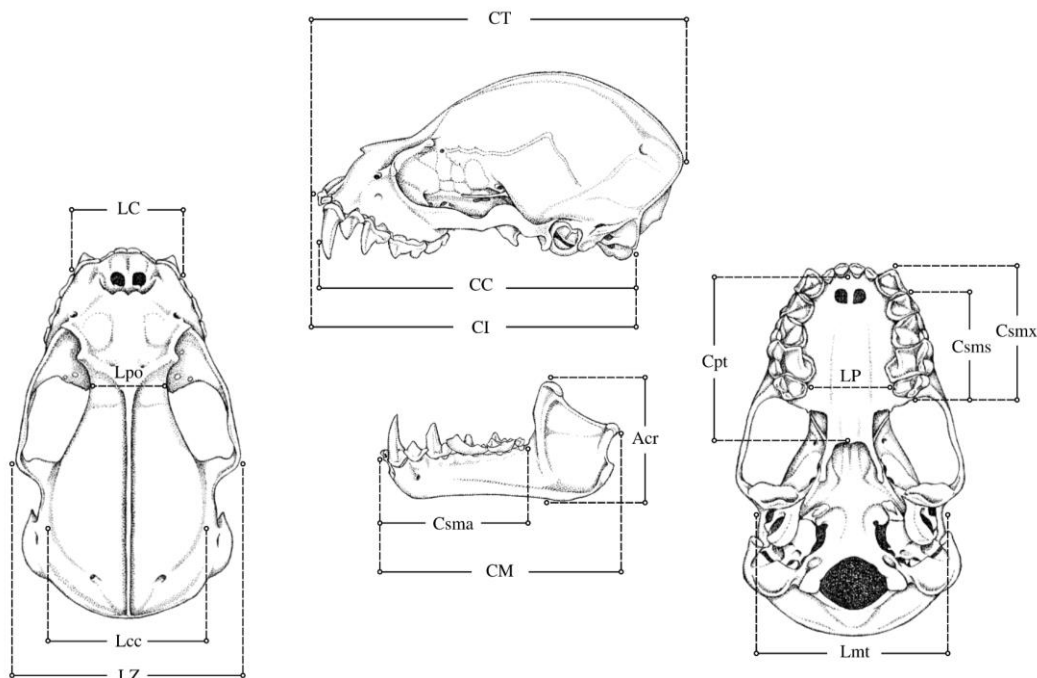 CT
LC
CC
CI
Lpo
Csms
Csmx
Cpt
LP
Acr
Csma
CM
Lcc
Lmt
LZ